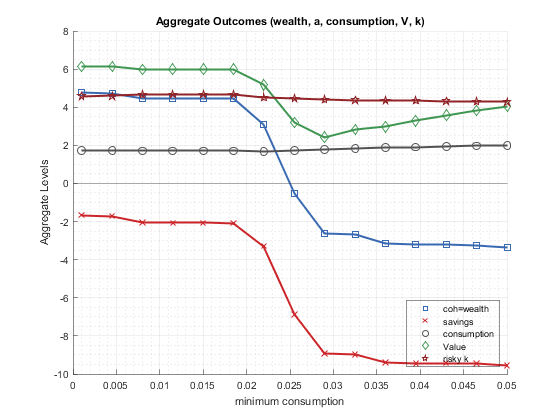 Aggregate Outcomes (wealth, a, consumption, V, k)
8
6
4
2
0
-2
-4
-6
-8
-10
Aggregate Levels
coh=wealth
savings
consumption
Value
risky k
0 0.005 0.01 0.015 0.02 0.025 0.03 0.035 0.04 0.045 0.05
minimum consumption